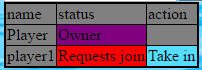 name status action
Player Owner
player1 Requests join Take in